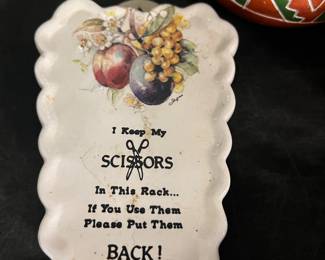 I Keep My
SCISSORS
In This Rack...
If You Use Them
Please Put Them
BACK!